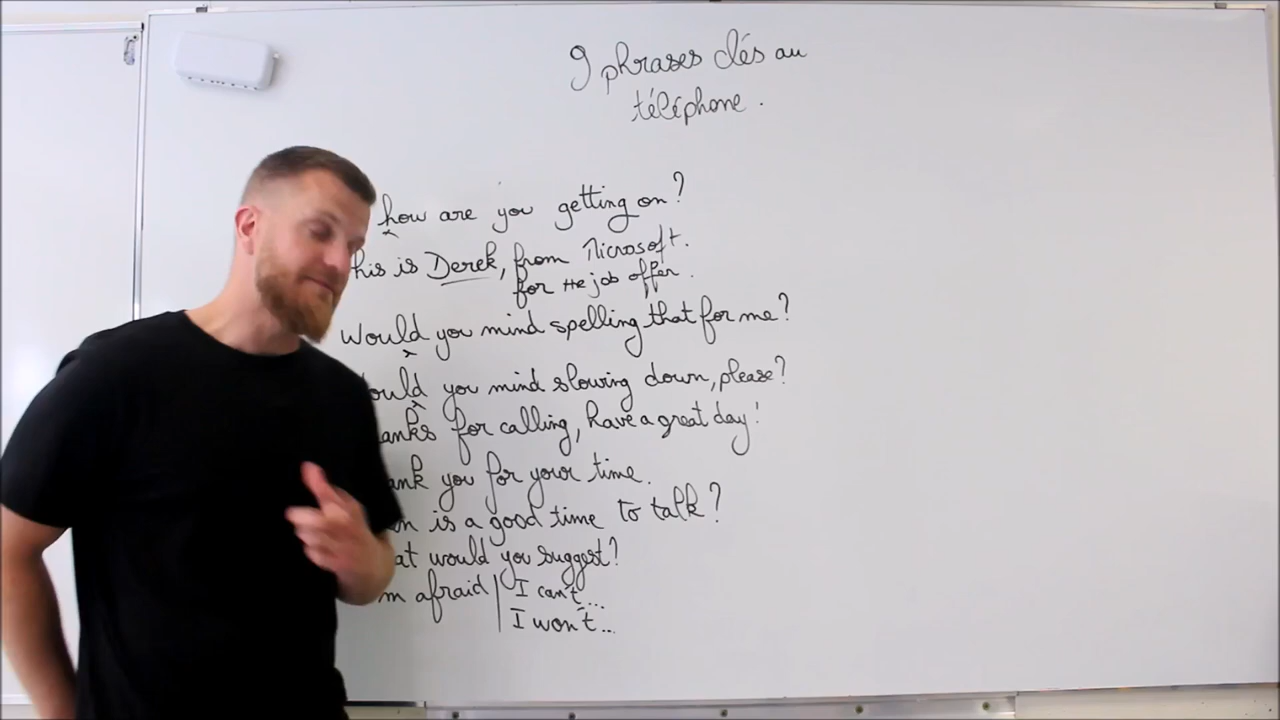 9 phrases clés au
téléphone.
how are you getting on?
his is Derek, from Microsoft.
for the job offer.
Would you mind spelling that for me?
ould you mind slowing down, please?
anks for calling, have a great day!
ank you for your time.
en is a good time to talk?
at would you suggest?
m afraid | I can't...
I won't...